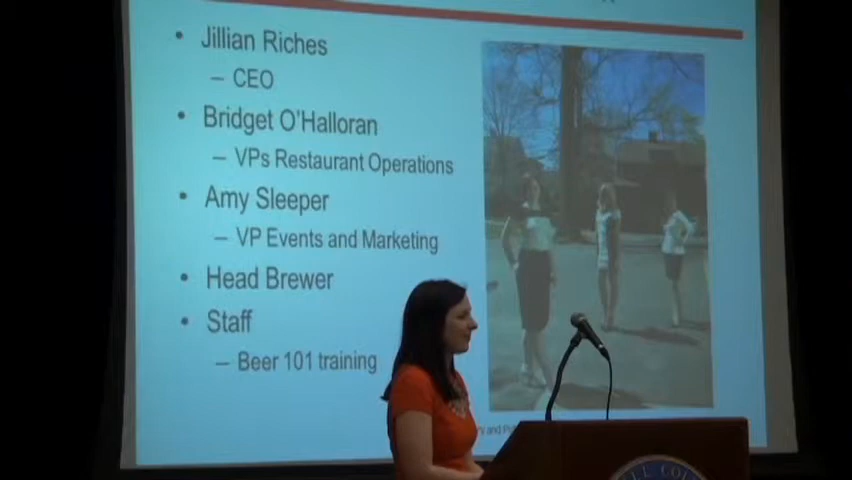 • Jillian Riches
– CEO
• Bridget O'Halloran
– VPs Restaurant Operations
• Amy Sleeper
– VP Events and Marketing
• Head Brewer
• Staff
– Beer 101 training
and